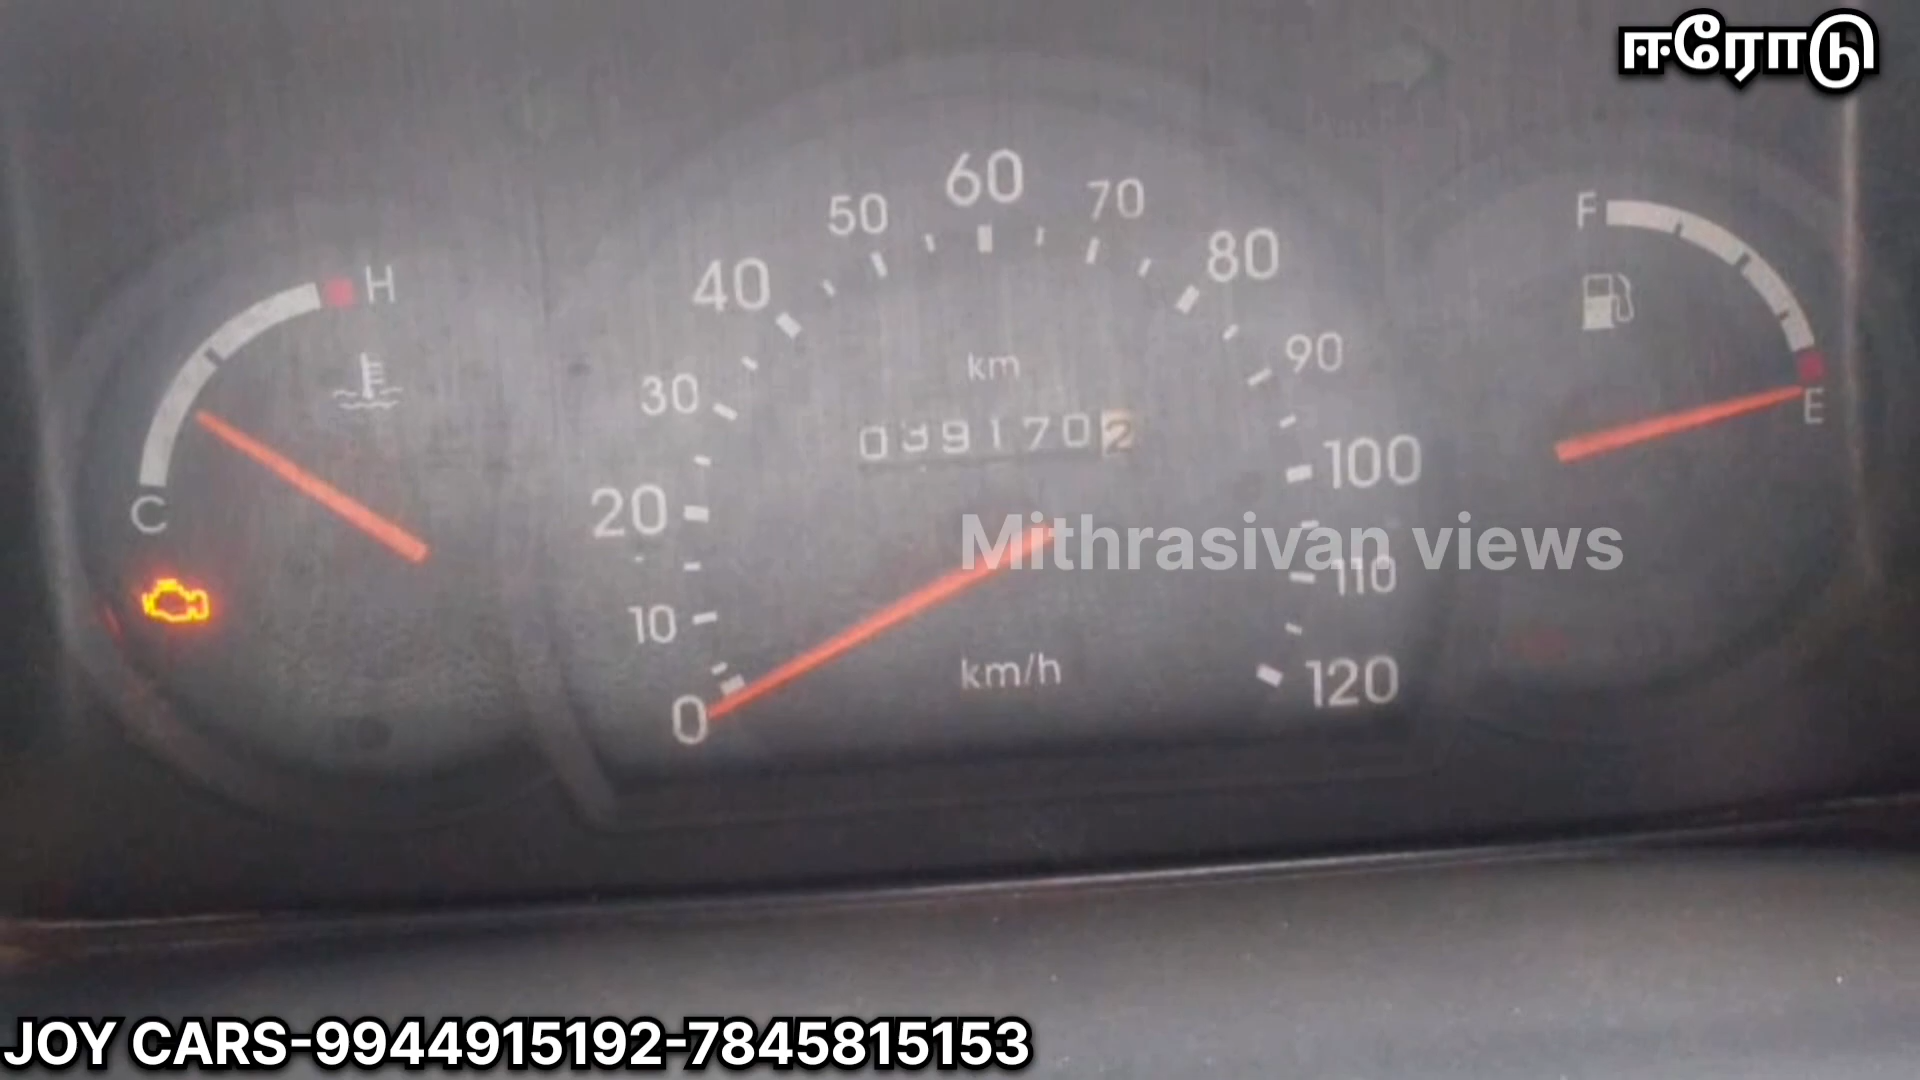 ஈரோடு
60
50
70
40
80
H
F
km
30
90
039170 2
E
100
C
20
Mithrasivan views
110
10
km/h
0
120
JOY CARS-9944915192-7845815153